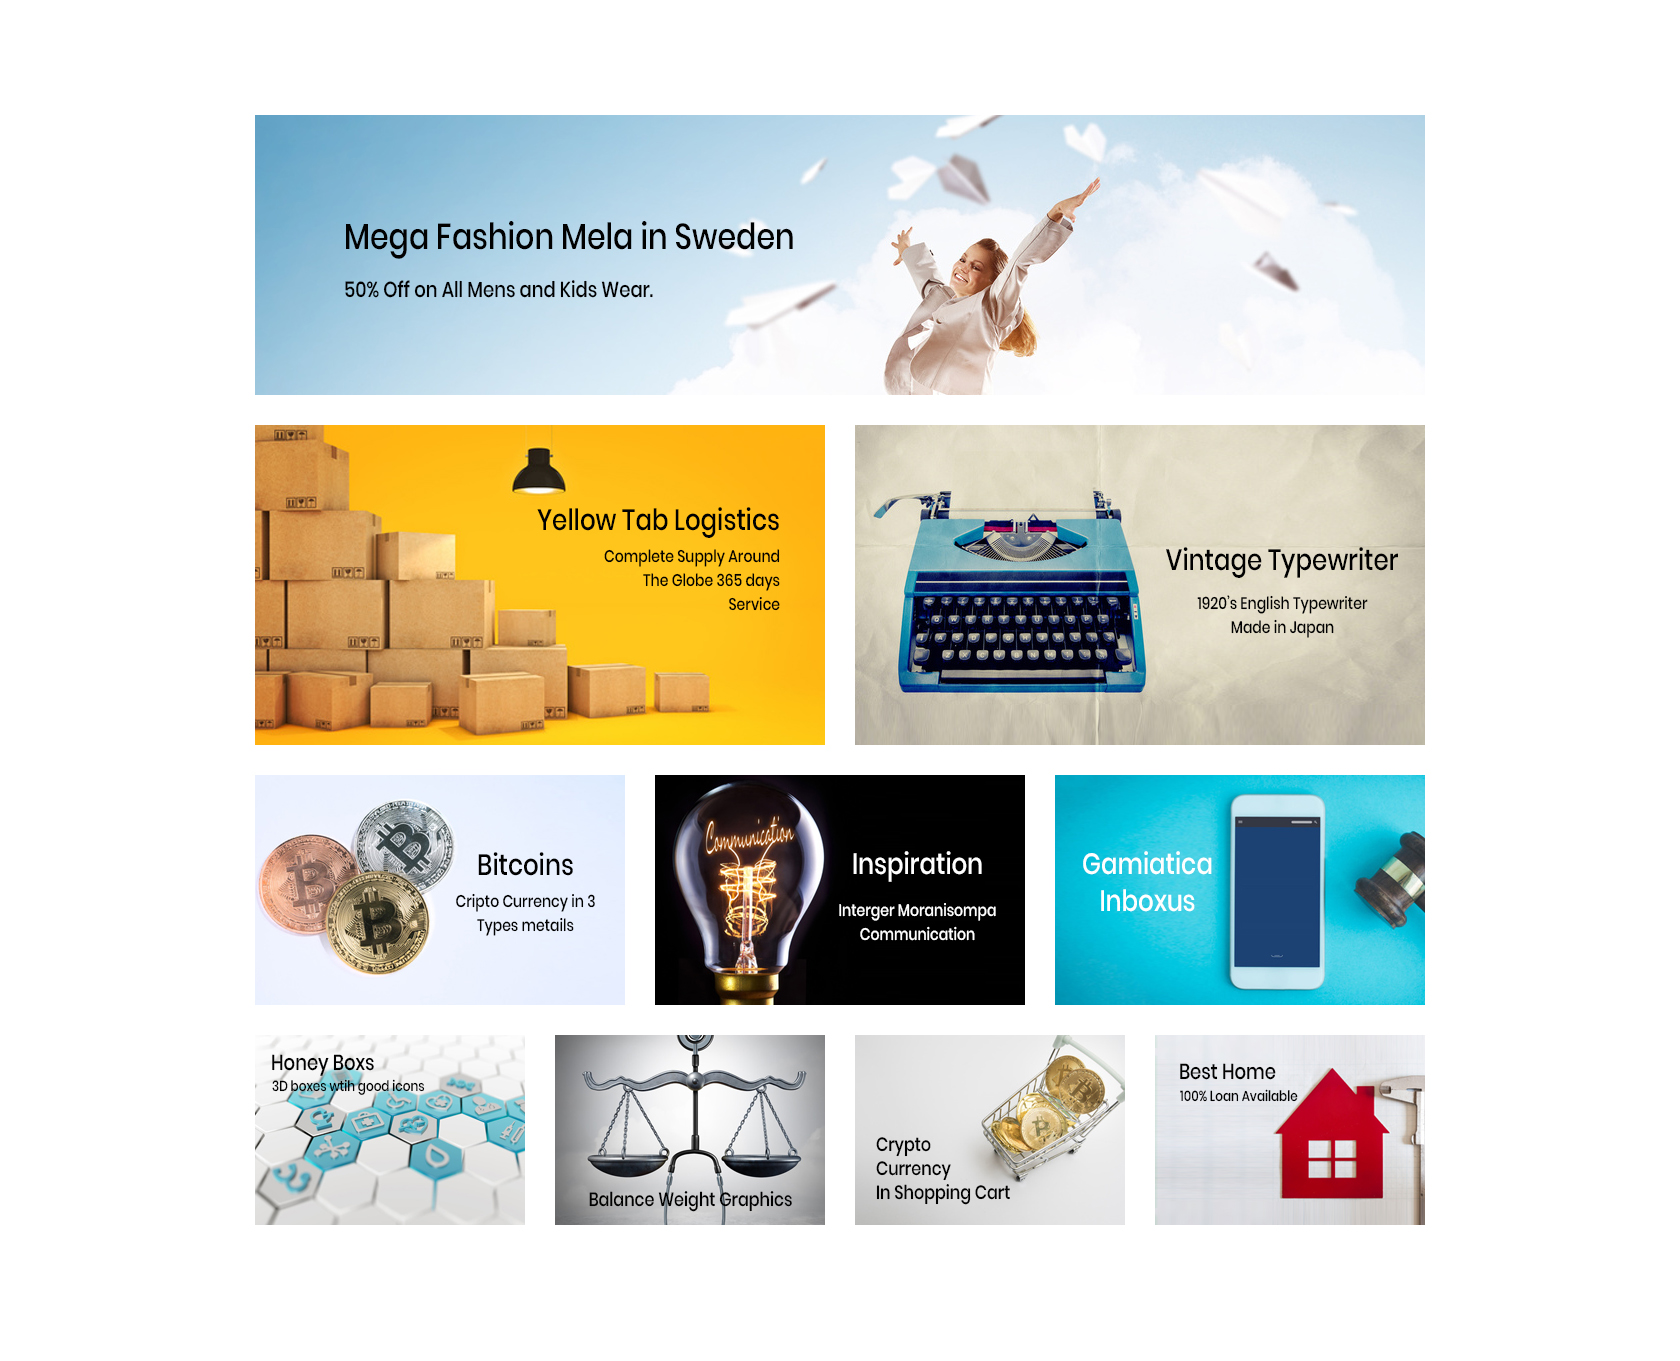 Mega Fashion Mela in Sweden
50% Off on All Mens and Kids Wear.
Yellow Tab Logistics
Complete Supply Around
The Globe 365 days
Service
Vintage Typewriter
1920's English Typewriter
Made in Japan
Bitcoins
Cripto Currency in 3
Types metails
Communication
Inspiration
Interger Moranisompa
Communication
Gamiatica
Inboxus
Honey Boxs
3D boxes wtih good icons
Balance Weight Graphics
Crypto
Currency
In Shopping Cart
Best Home
100% Loan Available